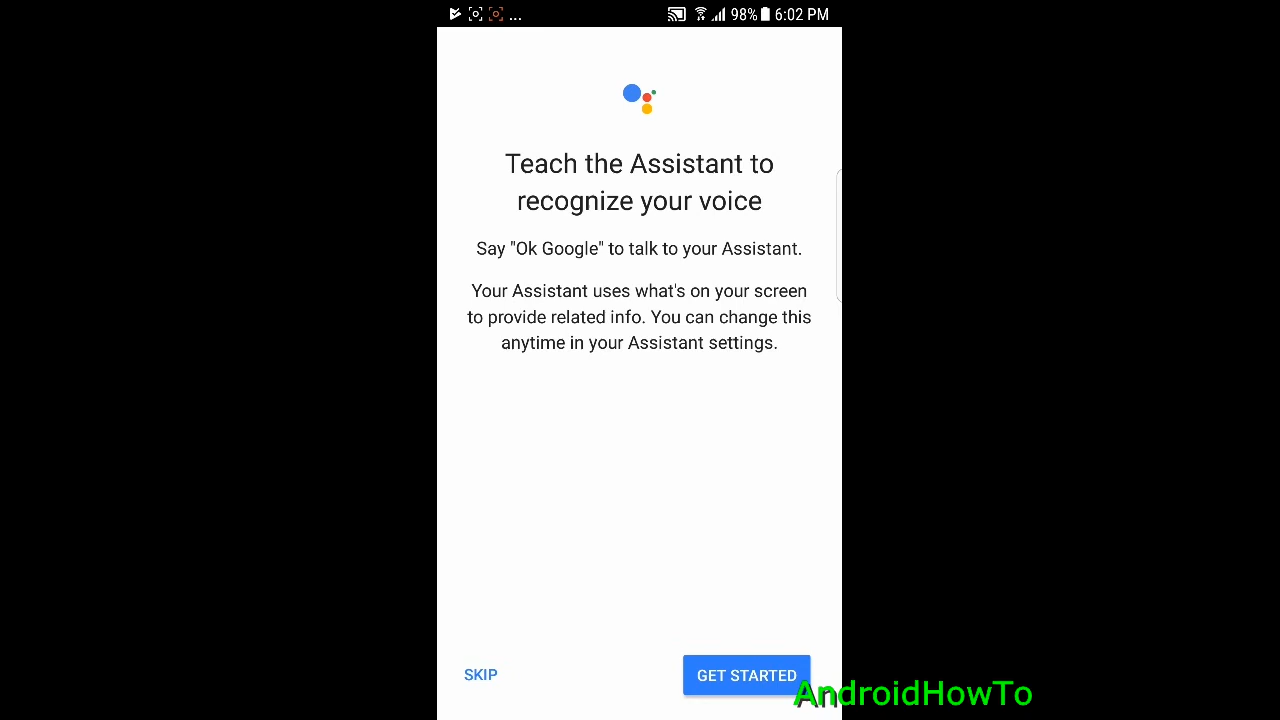 ... 98% 6:02 PM
Teach the Assistant to
recognize your voice
Say "Ok Google" to talk to your Assistant.
Your Assistant uses what's on your screen
to provide related info. You can change this
anytime in your Assistant settings.
SKIP GET STARTED
AndroidHowTo